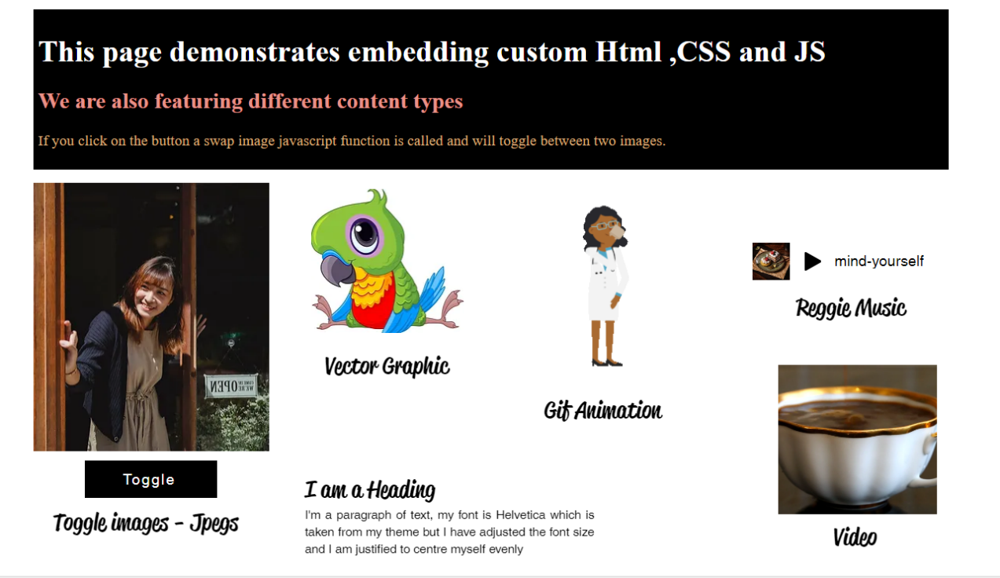 This page demonstrates embedding custom Html ,CSS and JS
We are also featuring different content types
If you click on the button a swap image javascript function is called and will toggle between two images.
COME IN
WE'RE
OPEN
Toggle
Toggle images - Jpegs
Vector Graphic
I am a Heading
I'm a paragraph of text, my font is Helvetica which is
taken from my theme but I have adjusted the font size
and I am justified to centre myself evenly
Gif Animation
mind-yourself
Reggie Music
Video